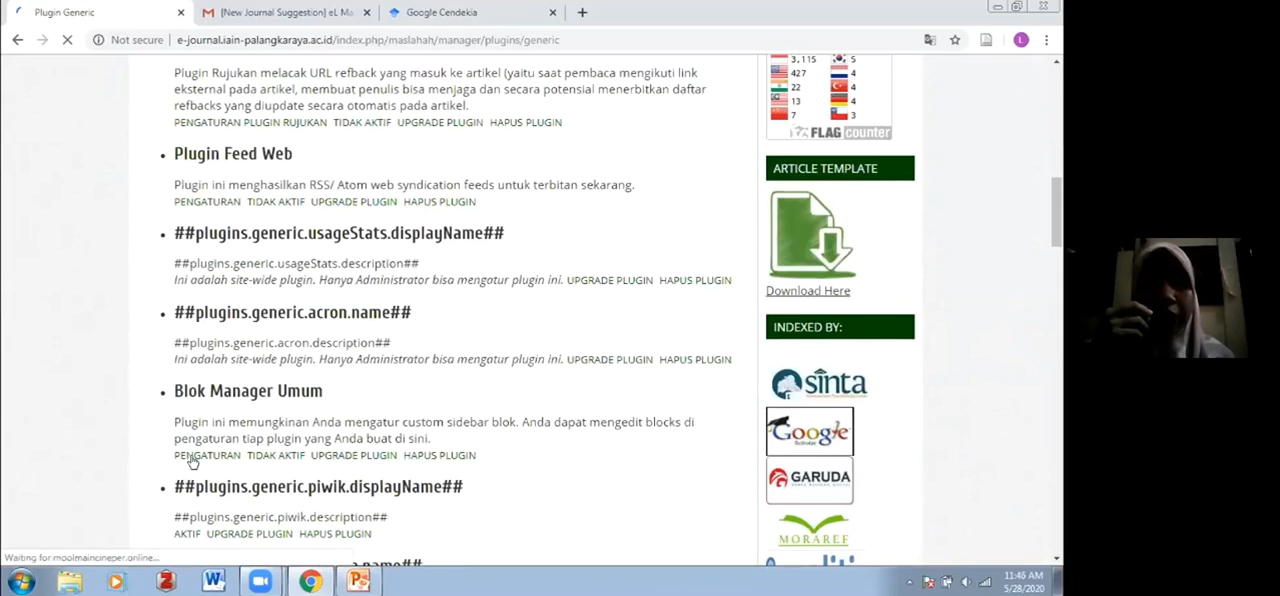 Plugin Generic
[New Journal Suggestion] eL Ma
Google Cendekia
Not secure | e-journal.iain-palangkaraya.ac.id/index.php/maslahah/manager/plugins/generic
L
Plugin Rujukan melacak URL refback yang masuk ke artikel (yaitu saat pembaca mengikuti link
eksternal pada artikel, membuat penulis bisa menjaga dan secara potensial menerbitkan daftar
refbacks yang diupdate secara otomatis pada artikel.
PENGATURAN PLUGIN RUJUKAN TIDAK AKTIF UPGRADE PLUGIN HAPUS PLUGIN
Plugin Feed Web
Plugin ini menghasilkan RSS/ Atom web syndication feeds untuk terbitan sekarang.
PENGATURAN TIDAK AKTIF UPGRADE PLUGIN HAPUS PLUGIN
##plugins.generic.usageStats.displayName##
##plugins.generic.usageStats.description##
Ini adalah site-wide plugin. Hanya Administrator bisa mengatur plugin ini. UPGRADE PLUGIN HAPUS PLUGIN
##plugins.generic.acron.name##
##plugins.generic.acron.description##
Ini adalah site-wide plugin. Hanya Administrator bisa mengatur plugin ini. UPGRADE PLUGIN HAPUS PLUGIN
Blok Manager Umum
Plugin ini memungkinan Anda mengatur custom sidebar blok. Anda dapat mengedit blocks di
pengaturan tiap plugin yang Anda buat di sini.
PENGATURAN TIDAK AKTIF UPGRADE PLUGIN HAPUS PLUGIN
##plugins.generic.piwik.displayName##
##plugins.generic.piwik.description##
AKTIF UPGRADE PLUGIN HAPUS PLUGIN
3,115 5
427 4
22 4
13 4
7 3
FLAG counter
ARTICLE TEMPLATE
Download Here
INDEXED BY:
sinta
Google
GARUDA
MORAREF
Waiting for moolmaincineper.online...
11:46 AM
5/28/2020